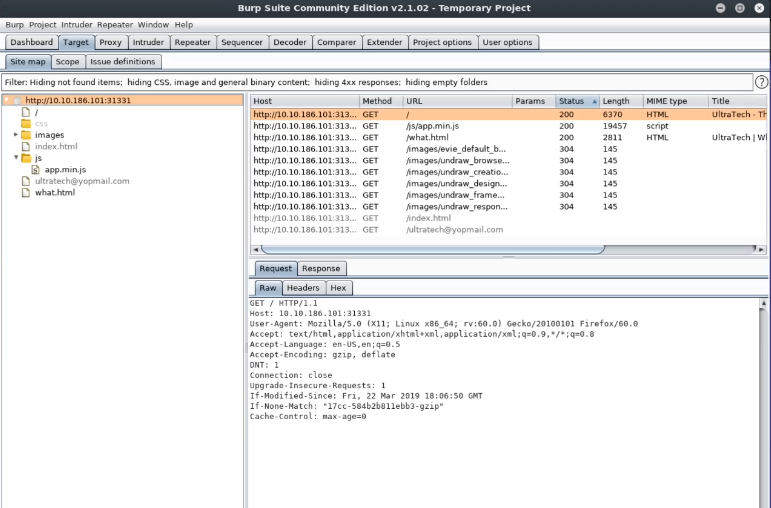 Burp Suite Community Edition v2.1.02 - Temporary Project
Burp Project Intruder Repeater Window Help
Dashboard Target Proxy Intruder Repeater Sequencer Decoder Comparer Extender Project options User options
Site map Scope Issue definitions
Filter: Hiding not found items; hiding CSS, image and general binary content; hiding 4xx responses; hiding empty folders ?
http://10.10.186.101:31331
/
css
images
index.html
js
app.min.js
ultratech@yopmail.com
what.html
Host Method URL Params Status Length MIME type Title
http://10.10.186.101:313... GET / 200 6370 HTML UltraTech - Th
http://10.10.186.101:313... GET /js/app.min.js 200 19457 script
http://10.10.186.101:313... GET /what.html 200 2811 HTML UltraTech | Wh
http://10.10.186.101:313... GET /images/evie_default_b... 304 145
http://10.10.186.101:313... GET /images/undraw_browse... 304 145
http://10.10.186.101:313... GET /images/undraw_creatio... 304 145
http://10.10.186.101:313... GET /images/undraw_design... 304 145
http://10.10.186.101:313... GET /images/undraw_frame... 304 145
http://10.10.186.101:313... GET /images/undraw_respon... 304 145
http://10.10.186.101:313... GET /index.html
http://10.10.186.101:313... GET /ultratech@yopmail.com
Request Response
Raw Headers Hex
GET / HTTP/1.1
Host: 10.10.186.101:31331
User-Agent: Mozilla/5.0 (X11; Linux x86_64; rv:60.0) Gecko/20100101 Firefox/60.0
Accept: text/html,application/xhtml+xml,application/xml;q=0.9,*/*;q=0.8
Accept-Language: en-US,en;q=0.5
Accept-Encoding: gzip, deflate
DNT: 1
Connection: close
Upgrade-Insecure-Requests: 1
If-Modified-Since: Fri, 22 Mar 2019 18:06:50 GMT
If-None-Match: "17cc-584b2b811ebb3-gzip"
Cache-Control: max-age=0